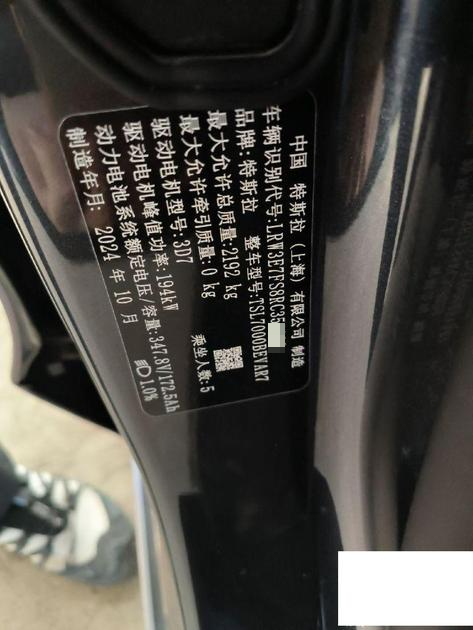 中国 特斯拉（上海）有限公司 制造
车辆识别代号:LRW3E7FS8RC35
品牌:特斯拉 整车型号:TSL7000BEVAR7
最大允许总质量:2192 kg
最大允许牵引质量:0 kg 乘坐人数:5
驱动电机型号:3D7
驱动电机峰值功率:194kW
动力电池系统额定电压/容量:347.8V/172.5Ah
制造年月: 2024 年 10 月 1.0%